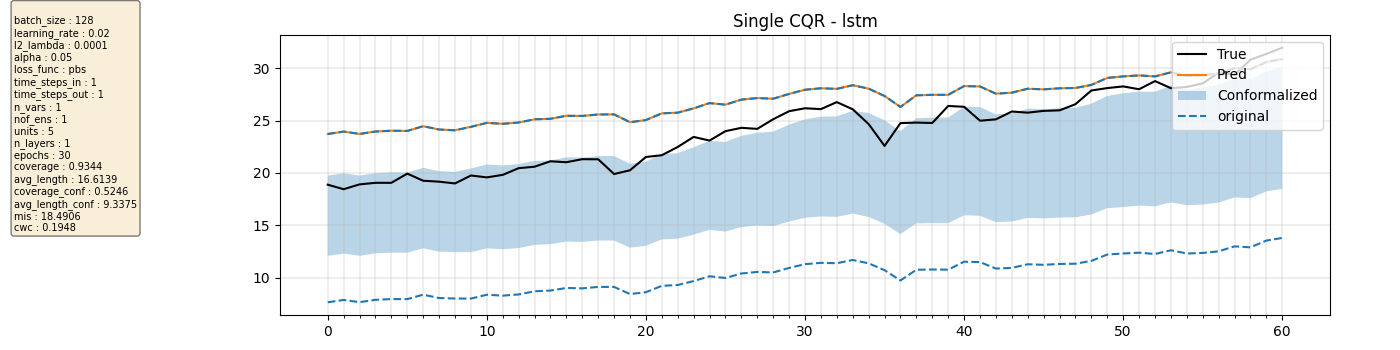 Single CQR - lstm
batch_size : 128
learning_rate : 0.02
l2_lambda : 0.0001
alpha : 0.05
loss_func : pbs
time_steps_in : 1
time_steps_out : 1
n_vars : 1
nof_ens : 1
units : 5
n_layers : 1
epochs : 30
coverage : 0.9344
avg_length : 16.6139
coverage_conf : 0.5246
avg_length_conf : 9.3375
mis : 18.4906
cwc : 0.1948
30
25
20
15
10
True
Pred
Conformalized
original
0 10 20 30 40 50 60